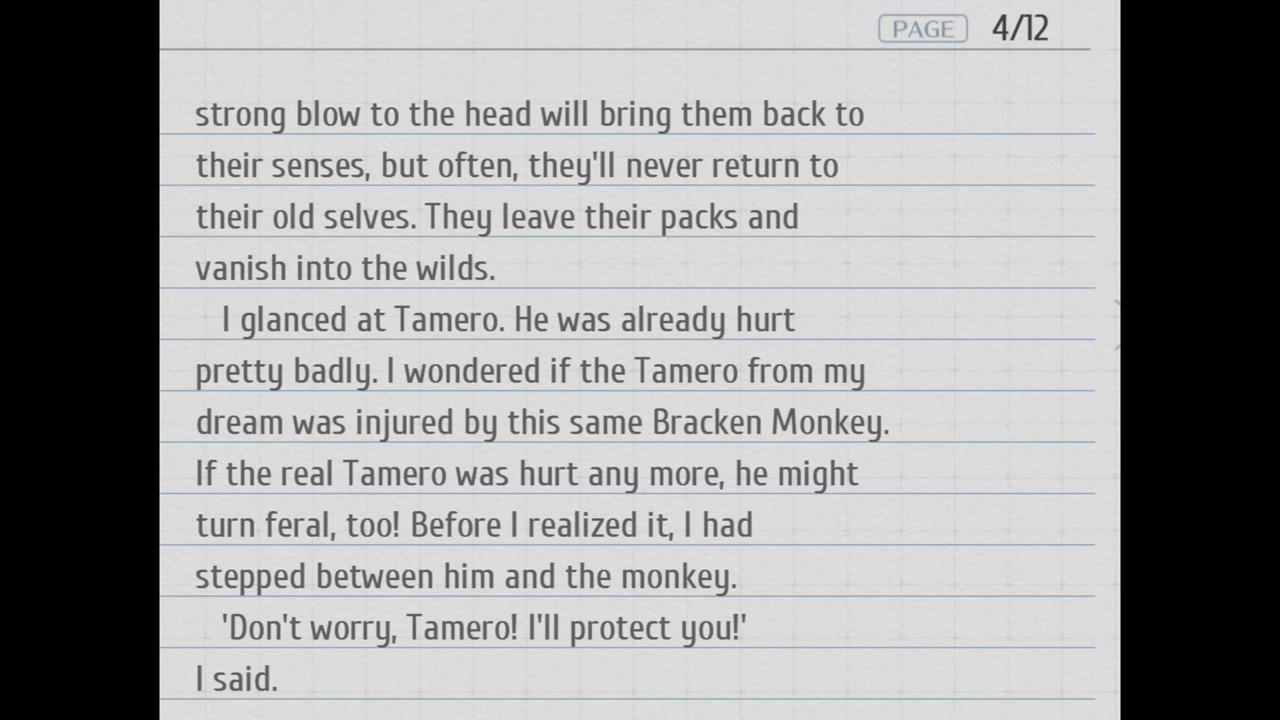 PAGE 4/12
strong blow to the head will bring them back to
their senses, but often, they'll never return to
their old selves. They leave their packs and
vanish into the wilds.
I glanced at Tamero. He was already hurt
pretty badly. I wondered if the Tamero from my
dream was injured by this same Bracken Monkey.
If the real Tamero was hurt any more, he might
turn feral, too! Before I realized it, I had
stepped between him and the monkey.
'Don't worry, Tamero! I'll protect you!'
I said.